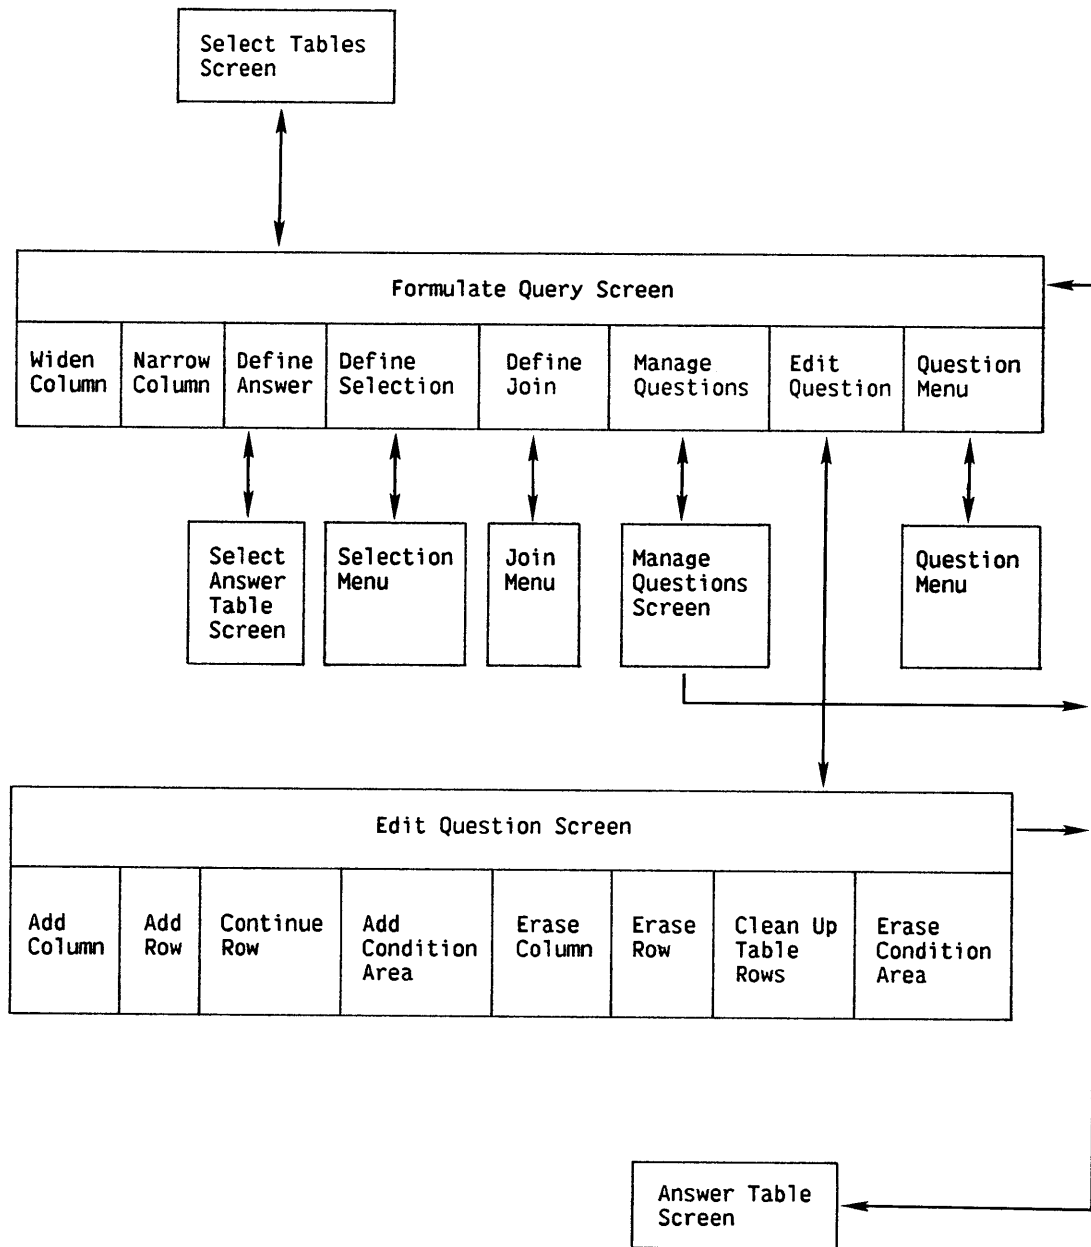 Select Tables
Screen
Formulate Query Screen
Widen
Column
Narrow
Column
Define
Answer
Define
Selection
Define
Join
Manage
Questions
Edit
Question
Question
Menu
Select
Answer
Table
Screen
Selection
Menu
Join
Menu
Manage
Questions
Screen
Question
Menu
Edit Question Screen
Add
Column
Add
Row
Continue
Row
Add
Condition
Area
Erase
Column
Erase
Row
Clean Up
Table
Rows
Erase
Condition
Area
Answer Table
Screen